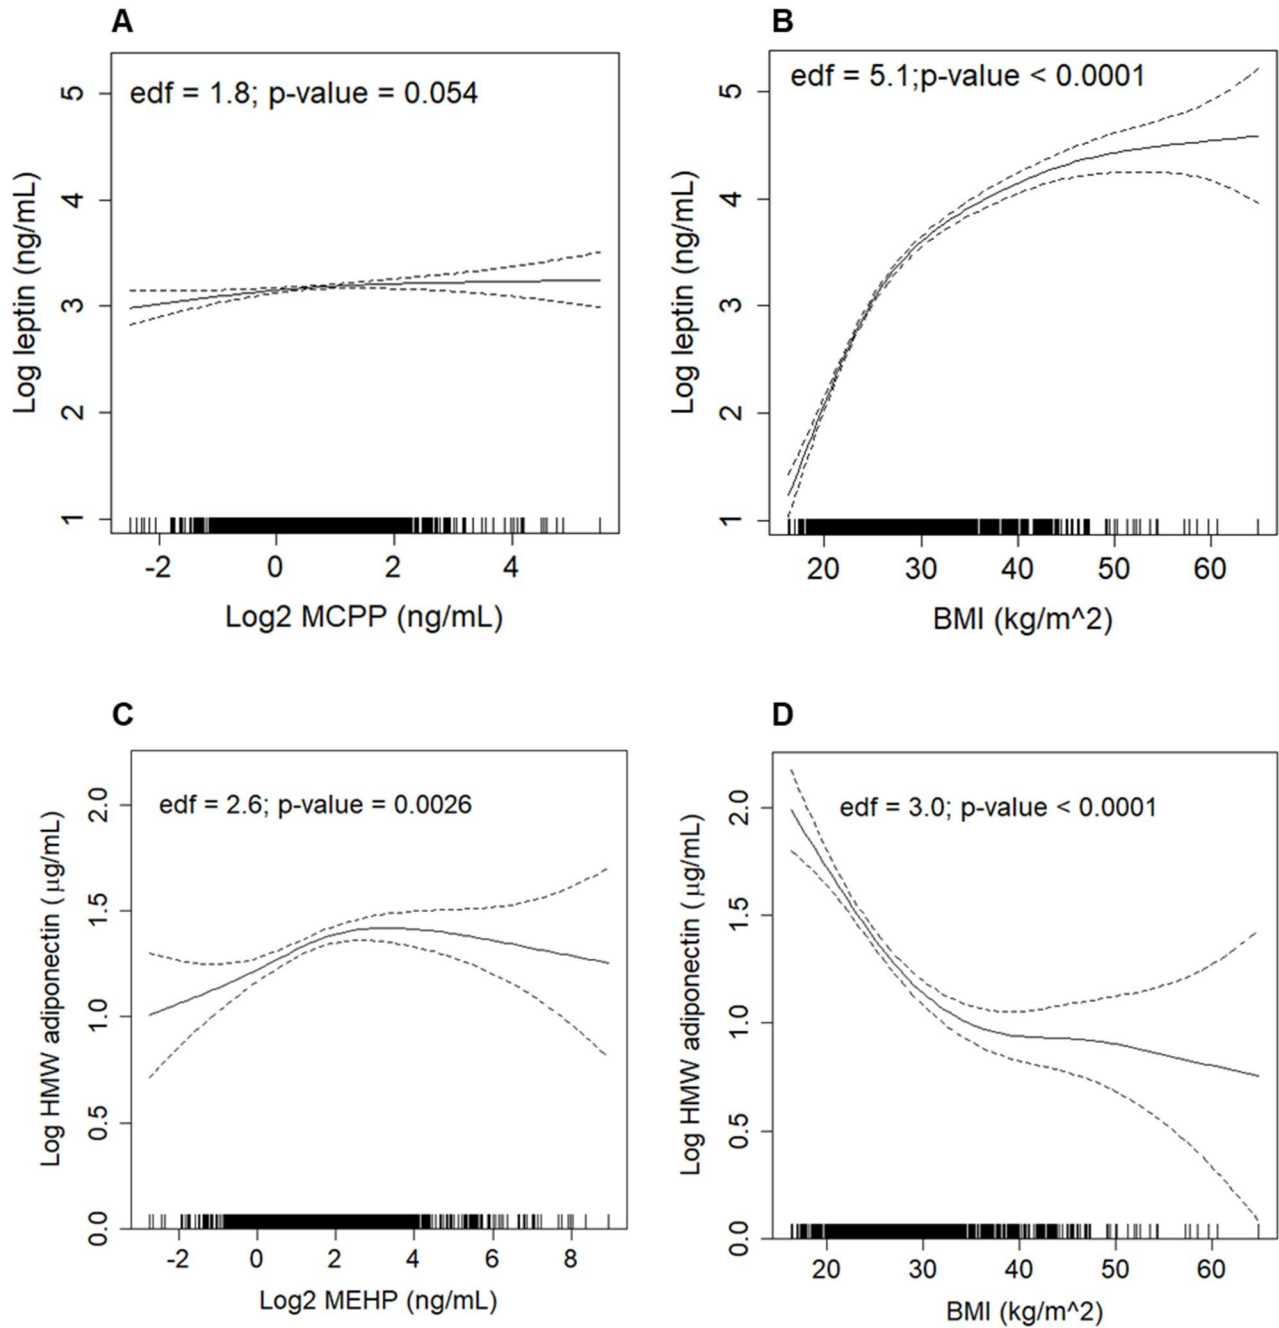 A
edf = 1.8; p-value = 0.054
Log leptin (ng/mL)
5
4
3
2
1
-2 0 2 4
Log2 MCPP (ng/mL)
B
edf = 5.1;p-value < 0.0001
Log leptin (ng/mL)
5
4
3
2
1
20 30 40 50 60
BMI (kg/m^2)
C
edf = 2.6; p-value = 0.0026
Log HMW adiponectin (μg/mL)
2.0
1.5
1.0
0.5
0.0
-2 0 2 4 6 8
Log2 MEHP (ng/mL)
D
edf = 3.0; p-value < 0.0001
Log HMW adiponectin (μg/mL)
2.0
1.5
1.0
0.5
0.0
20 30 40 50 60
BMI (kg/m^2)